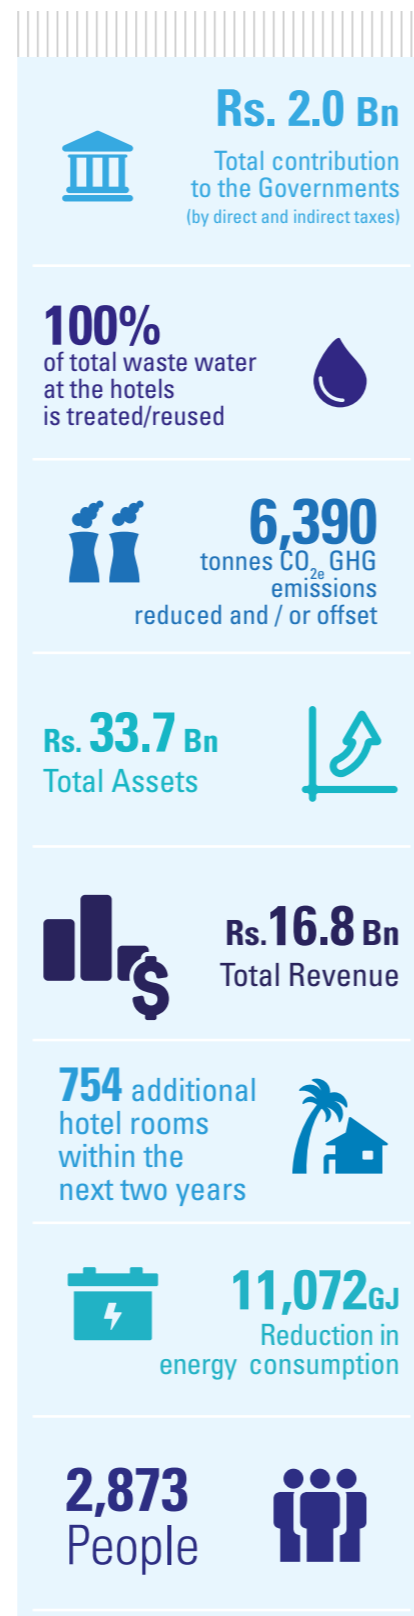 Rs. 2.0 Bn
Total contribution
to the Governments
(by direct and indirect taxes)
100%
of total waste water
at the hotels
is treated/reused
6,390
tonnes CO2e GHG
emissions
reduced and / or offset
Rs. 33.7 Bn
Total Assets
Rs.16.8 Bn
Total Revenue
754 additional
hotel rooms
within the
next two years
11,072GJ
Reduction in
energy consumption
2,873
People